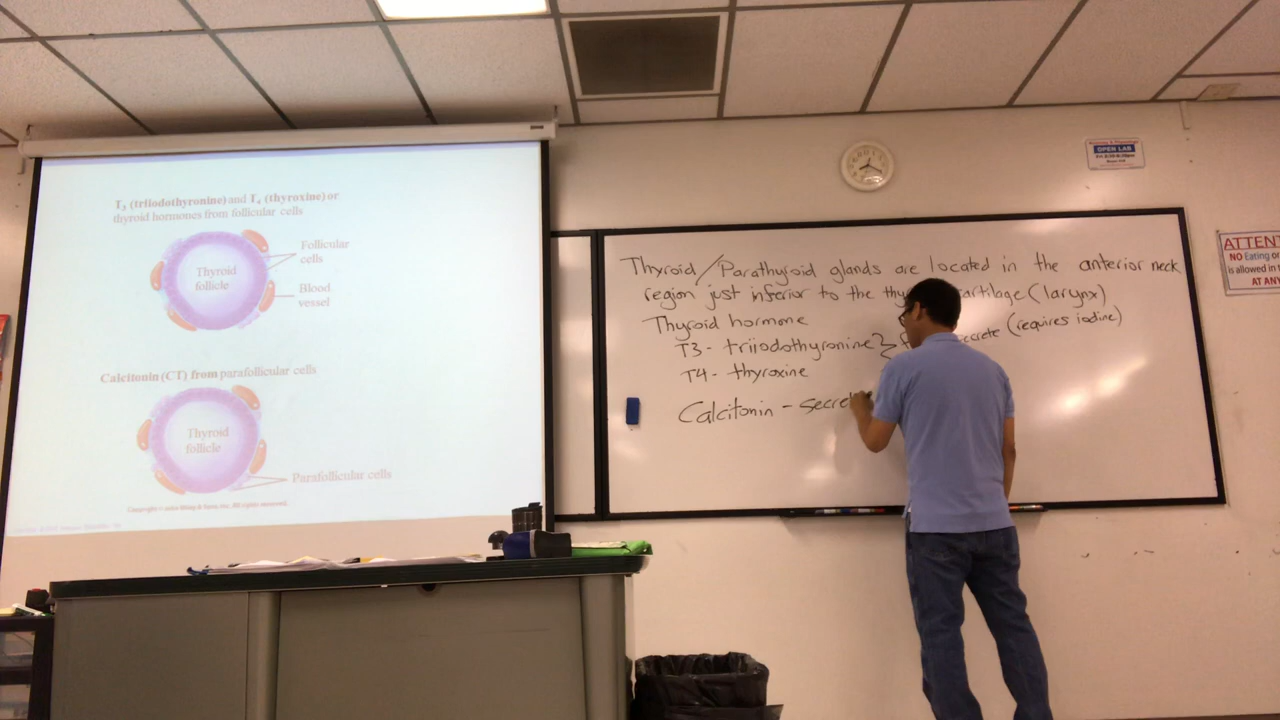 T3 (triiodothyronine) and T4 (thyroxine) or
thyroid hormones from follicular cells
Thyroid
follicle
Follicular
cells
Blood
vessel
Calcitonin (CT) from parafollicular cells
Thyroid
follicle
Parafollicular cells
Thyroid/Parathyroid glands are located in the anterior neck
region just inferior to the thy cartilage (larynx)
Thyroid hormone
T3 - triiodothyronine } secrete (requires iodine)
T4 - thyroxine
Calcitonin - secre
OPEN LAB
ATTENT
NO Eating or
is allowed in t
AT ANY